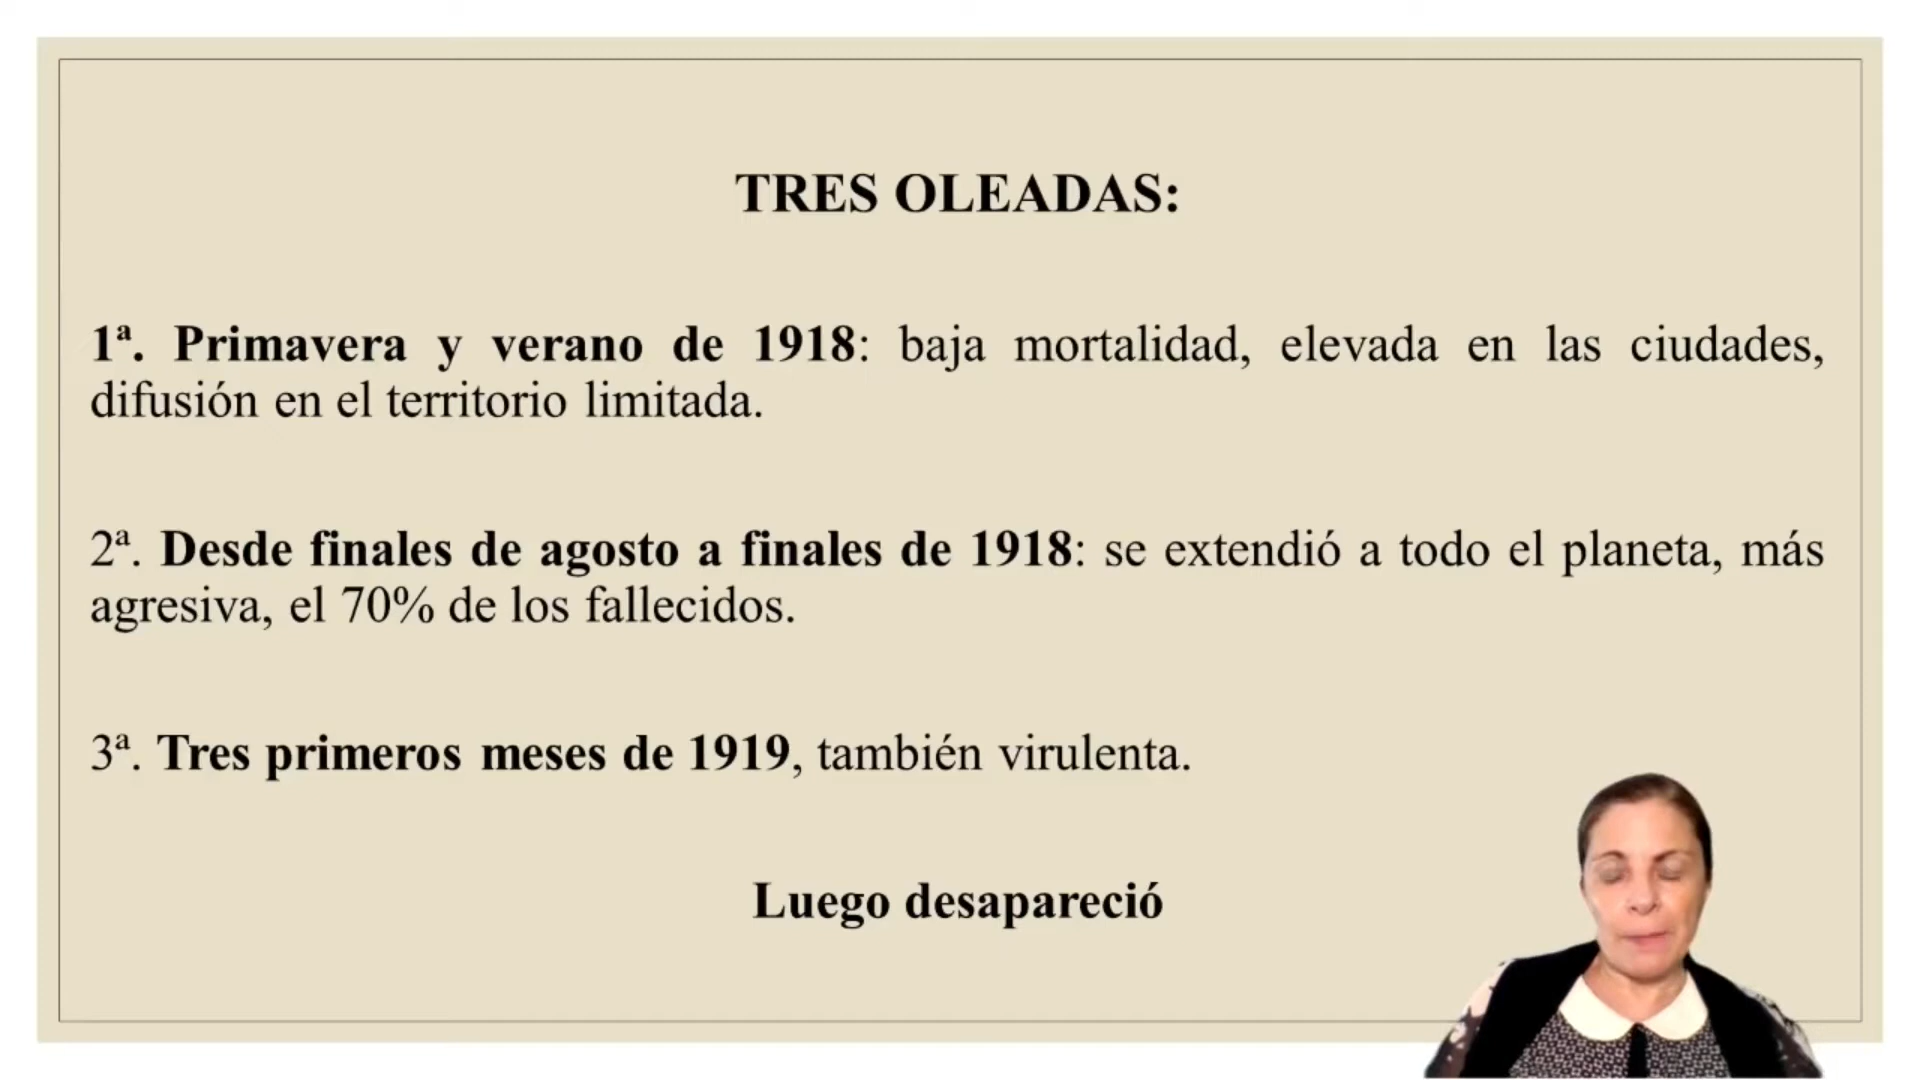 TRES OLEADAS:
1ª. Primavera y verano de 1918: baja mortalidad, elevada en las ciudades,
difusión en el territorio limitada.
2ª. Desde finales de agosto a finales de 1918: se extendió a todo el planeta, más
agresiva, el 70% de los fallecidos.
3ª. Tres primeros meses de 1919, también virulenta.
Luego desapareció